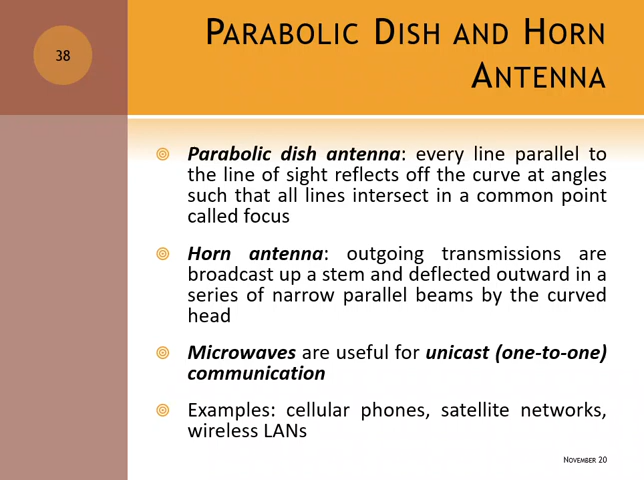 38
PARABOLIC DISH AND HORN
ANTENNA
Parabolic dish antenna: every line parallel to
the line of sight reflects off the curve at angles
such that all lines intersect in a common point
called focus
Horn antenna: outgoing transmissions are
broadcast up a stem and deflected outward in a
series of narrow parallel beams by the curved
head
Microwaves are useful for unicast (one-to-one)
communication
Examples: cellular phones, satellite networks,
wireless LANs
NOVEMBER 20